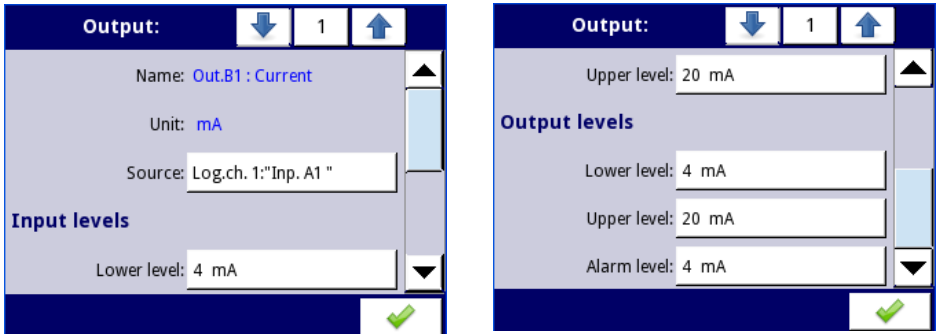 Output: 1
Name: Out.B1 : Current
Unit: mA
Source: Log.ch. 1:"Inp. A1 "
Input levels
Lower level: 4 mA
Output: 1
Upper level: 20 mA
Output levels
Lower level: 4 mA
Upper level: 20 mA
Alarm level: 4 mA